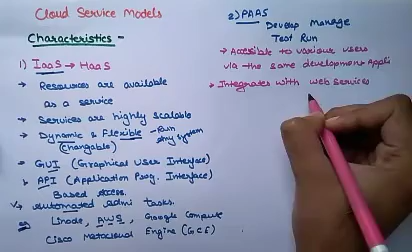 Cloud Service Models
Characteristics -
1) IaaS → HaaS
→ Resources are available
as a service
→ Services are highly scalable
→ Dynamic & Flexible - Run
(Changable) any system
→ GUI (Graphical User Interface)
API (Application Prog. Interface)
Based access.
→ Automated admi tasks.
eg Linode, AWS, Google Compute
Cisco Metacloud Engine (GCE)
2) PAAS
Develop Manage
Test Run
→ Accesible to various users
via the same development Appli
→ Integrates with web services